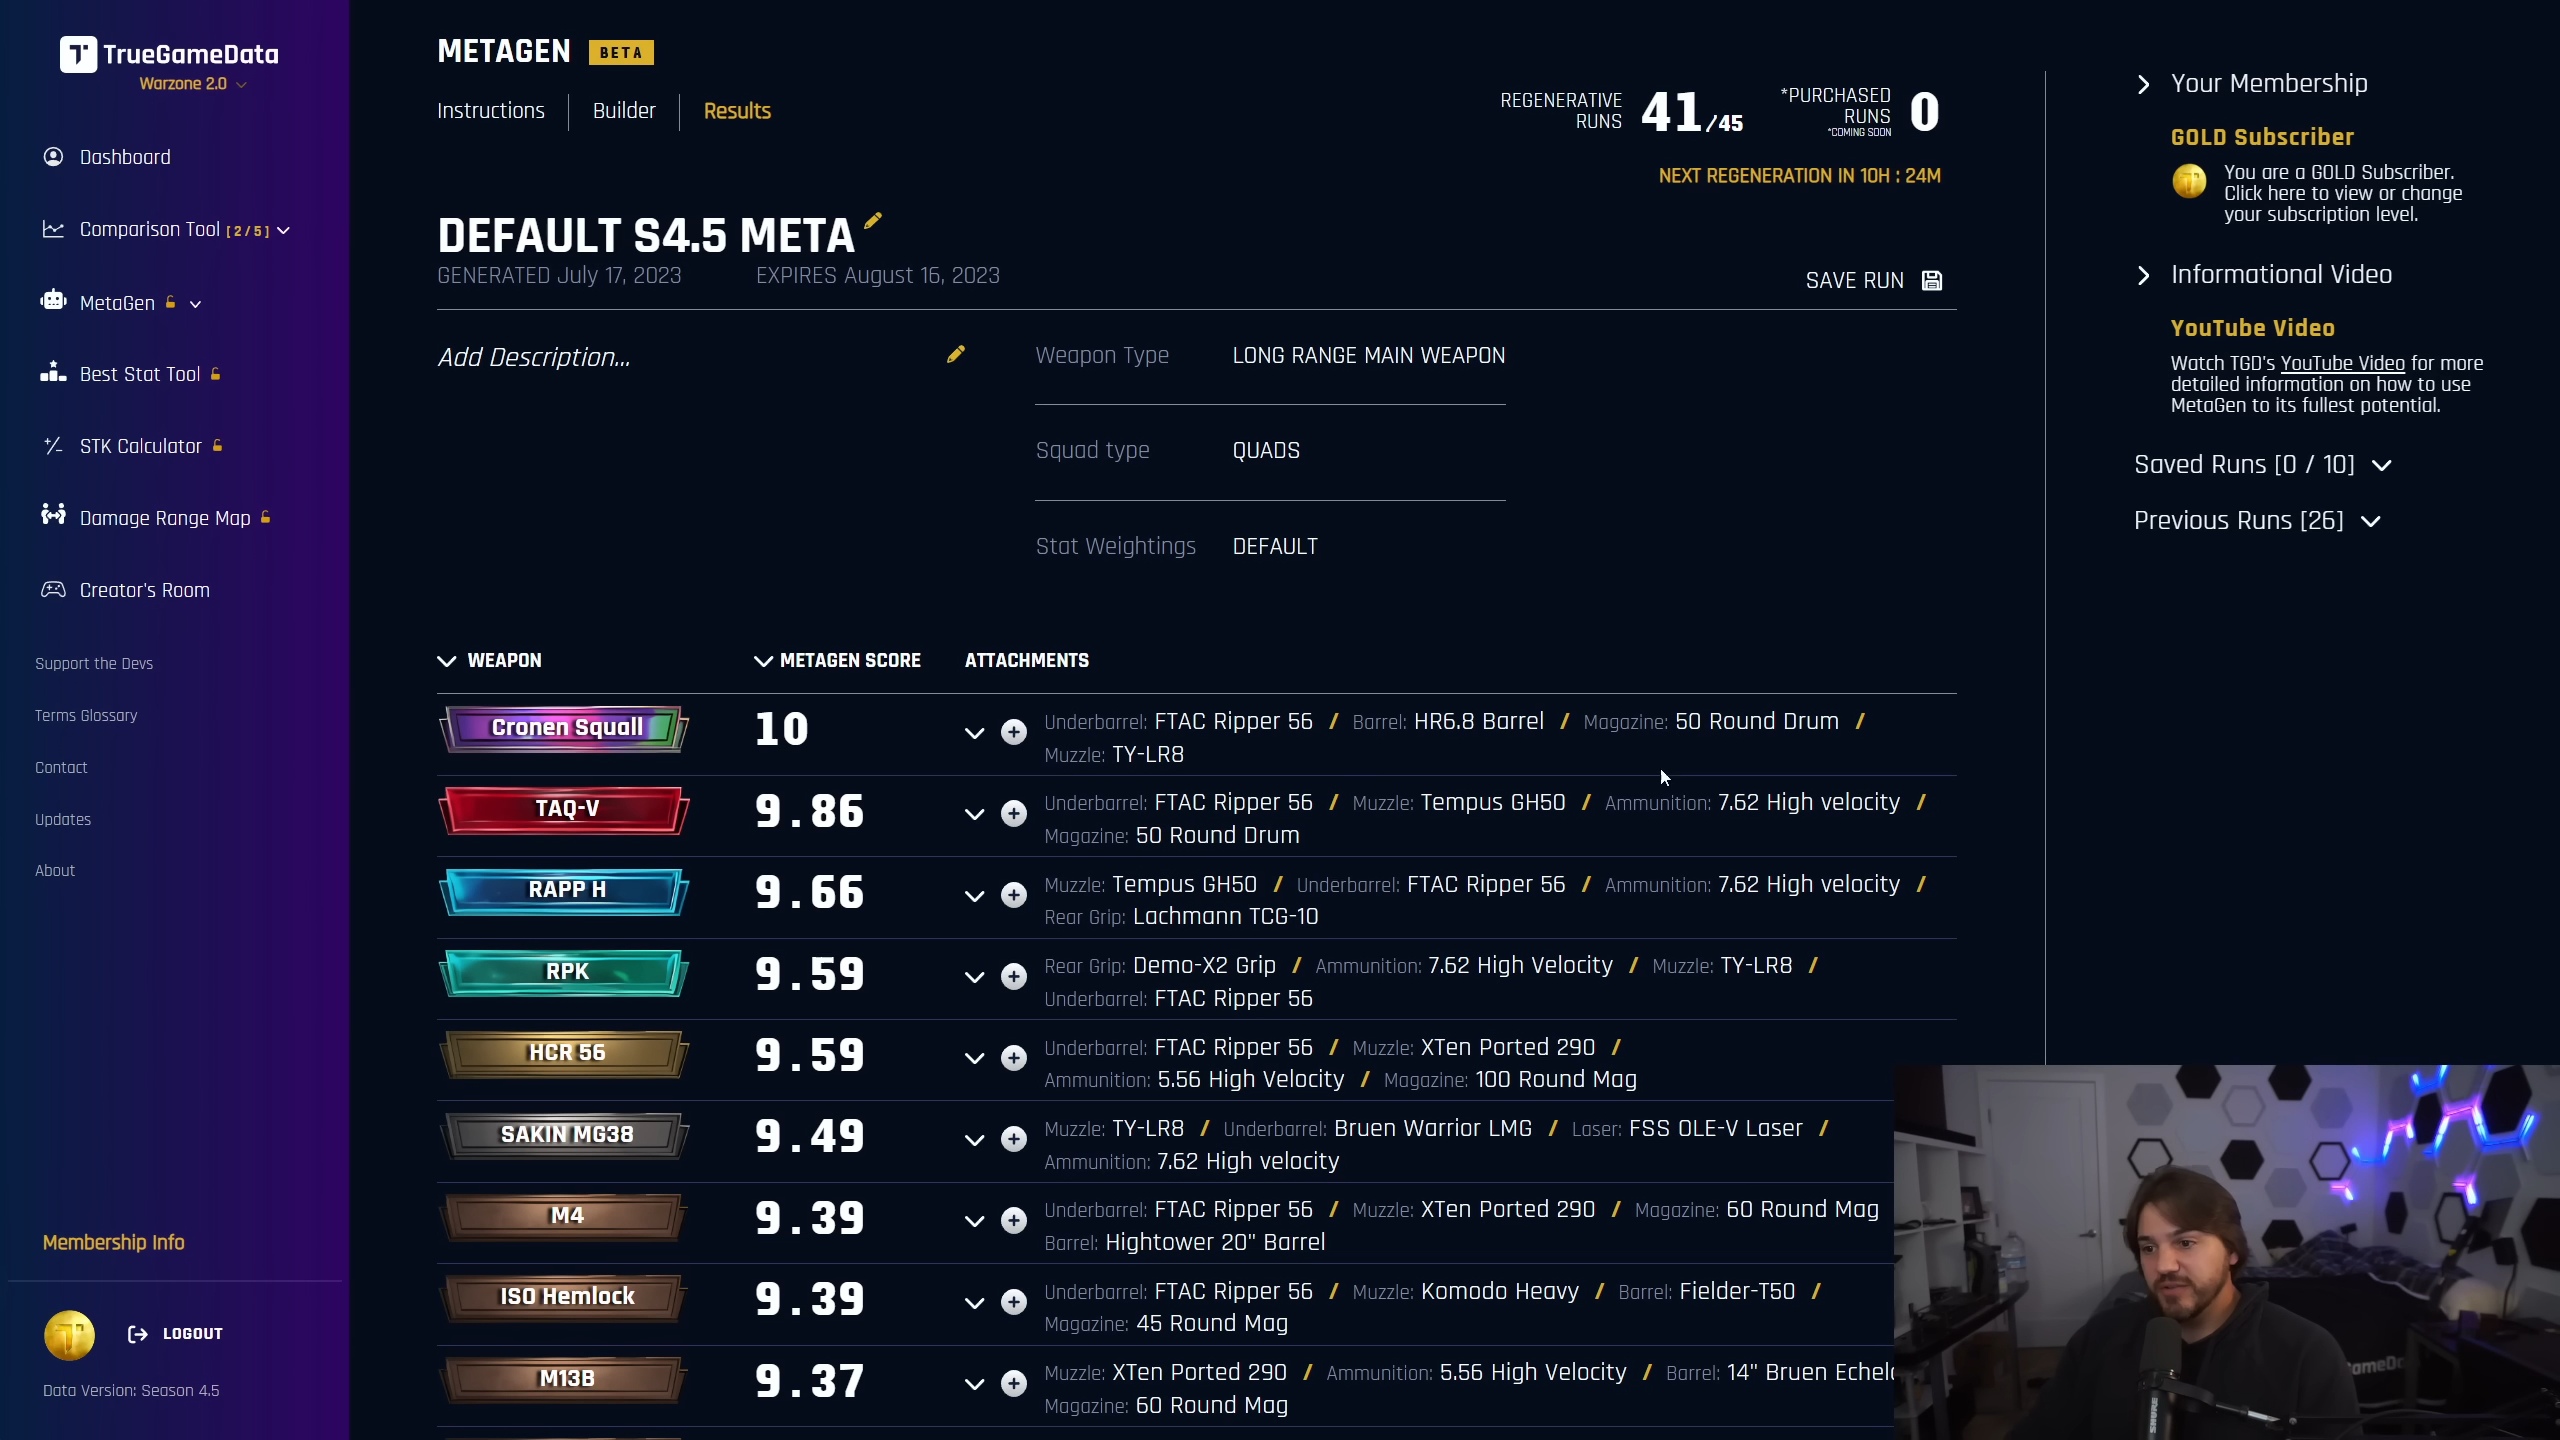 TrueGameData
Warzone 2.0
Dashboard
Comparison Tool [2/5]
MetaGen
Best Stat Tool
STK Calculator
Damage Range Map
Creator's Room
Support the Devs
Terms Glossary
Contact
Updates
About
Membership Info
LOGOUT
Data Version: Season 4.5
METAGEN BETA
Instructions Builder Results
REGENERATIVE RUNS 41/45
*PURCHASED RUNS 0
*COMING SOON
NEXT REGENERATION IN 10H : 24M
DEFAULT S4.5 META
GENERATED July 17, 2023 EXPIRES August 16, 2023
SAVE RUN
Add Description...
Weapon Type LONG RANGE MAIN WEAPON
Squad type QUADS
Stat Weightings DEFAULT
WEAPON METAGEN SCORE ATTACHMENTS
Cronen Squall 10 Underbarrel: FTAC Ripper 56 / Barrel: HR6.8 Barrel / Magazine: 50 Round Drum /
Muzzle: TY-LR8
TAQ-V 9.86 Underbarrel: FTAC Ripper 56 / Muzzle: Tempus GH50 / Ammunition: 7.62 High velocity /
Magazine: 50 Round Drum
RAPP H 9.66 Muzzle: Tempus GH50 / Underbarrel: FTAC Ripper 56 / Ammunition: 7.62 High velocity /
Rear Grip: Lachmann TCG-10
RPK 9.59 Rear Grip: Demo-X2 Grip / Ammunition: 7.62 High Velocity / Muzzle: TY-LR8 /
Underbarrel: FTAC Ripper 56
HCR 56 9.59 Underbarrel: FTAC Ripper 56 / Muzzle: XTen Ported 290 /
Ammunition: 5.56 High Velocity / Magazine: 100 Round Mag
SAKIN MG38 9.49 Muzzle: TY-LR8 / Underbarrel: Bruen Warrior LMG / Laser: FSS OLE-V Laser /
Ammunition: 7.62 High velocity
M4 9.39 Underbarrel: FTAC Ripper 56 / Muzzle: XTen Ported 290 / Magazine: 60 Round Mag
Barrel: Hightower 20" Barrel
ISO Hemlock 9.39 Underbarrel: FTAC Ripper 56 / Muzzle: Komodo Heavy / Barrel: Fielder-T50 /
Magazine: 45 Round Mag
M13B 9.37 Muzzle: XTen Ported 290 / Ammunition: 5.56 High Velocity / Barrel: 14" Bruen
Magazine: 60 Round Mag
Your Membership
GOLD Subscriber
You are a GOLD Subscriber.
Click here to view or change
your subscription level.
Informational Video
YouTube Video
Watch TGD's YouTube Video for more
detailed information on how to use
MetaGen to its fullest potential.
Saved Runs [0 / 10]
Previous Runs [26]
SHURE